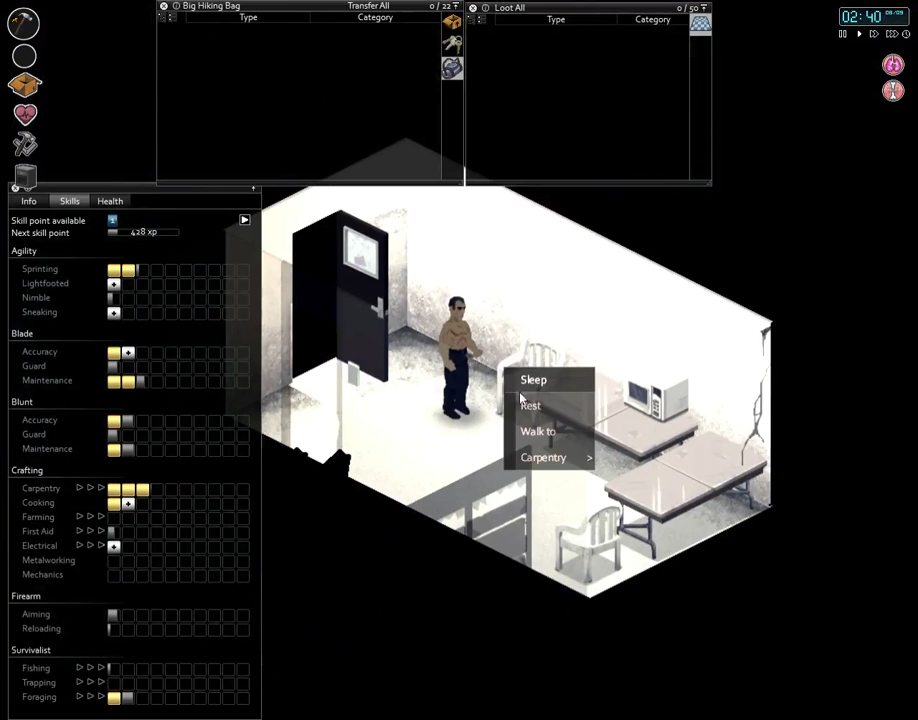 Big Hiking Bag Transfer All 0 / 22
Type Category
Loot All 0 / 50
Type Category
02:40 08/09
Info Skills Health
Skill point available 1
Next skill point 428 xp
Agility
Sprinting
Lightfooted
Nimble
Sneaking
Blade
Accuracy
Guard
Maintenance
Blunt
Accuracy
Guard
Maintenance
Crafting
Carpentry
Cooking
Farming
First Aid
Electrical
Metalworking
Mechanics
Firearm
Aiming
Reloading
Survivalist
Fishing
Trapping
Foraging
Sleep
Rest
Walk to
Carpentry >